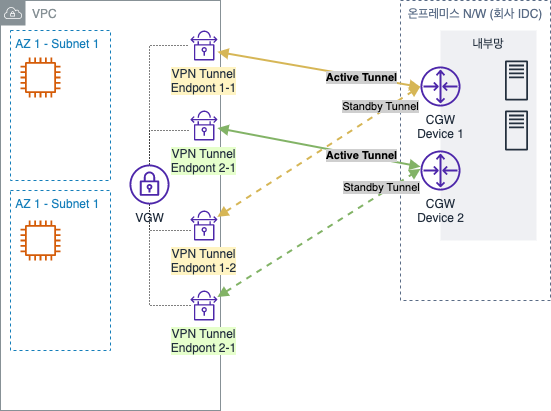 VPC
온프레미스 N/W (회사 IDC)
AZ 1 - Subnet 1
내부망
VPN Tunnel
Endpont 1-1
Active Tunnel
Standby Tunnel
CGW
Device 1
VPN Tunnel
Endpont 2-1
Active Tunnel
Standby Tunnel
AZ 1 - Subnet 1
VGW
CGW
Device 2
VPN Tunnel
Endpont 1-2
VPN Tunnel
Endpont 2-1